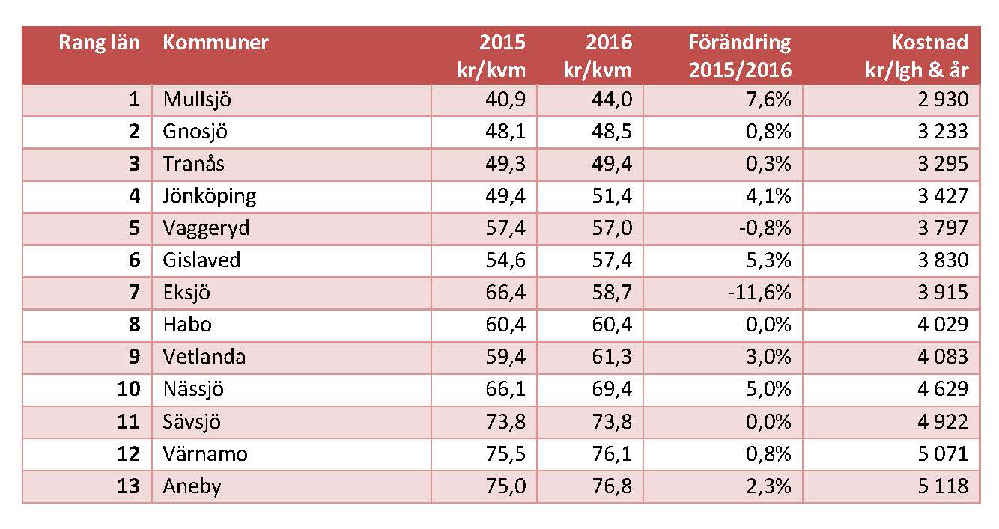 Rang län Kommuner 2015 2016 Förändring Kostnad
kr/kvm kr/kvm 2015/2016 kr/lgh & år
1 Mullsjö 40,9 44,0 7,6% 2 930
2 Gnosjö 48,1 48,5 0,8% 3 233
3 Tranås 49,3 49,4 0,3% 3 295
4 Jönköping 49,4 51,4 4,1% 3 427
5 Vaggeryd 57,4 57,0 -0,8% 3 797
6 Gislaved 54,6 57,4 5,3% 3 830
7 Eksjö 66,4 58,7 -11,6% 3 915
8 Habo 60,4 60,4 0,0% 4 029
9 Vetlanda 59,4 61,3 3,0% 4 083
10 Nässjö 66,1 69,4 5,0% 4 629
11 Sävsjö 73,8 73,8 0,0% 4 922
12 Värnamo 75,5 76,1 0,8% 5 071
13 Aneby 75,0 76,8 2,3% 5 118